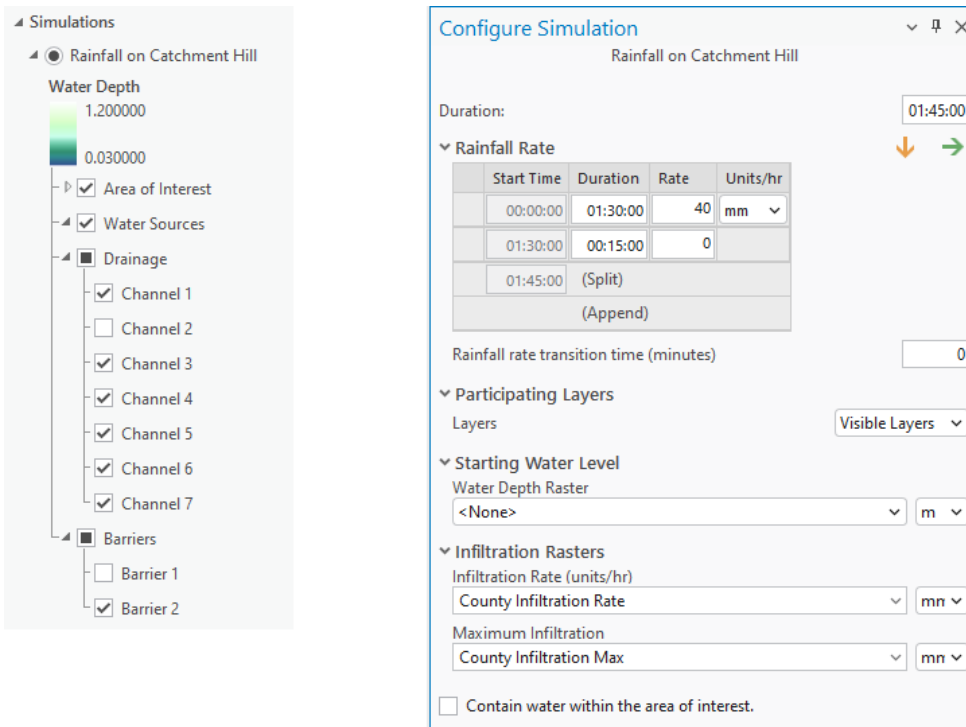 Simulations
Rainfall on Catchment Hill
Water Depth
1.200000
0.030000
Area of Interest
Water Sources
Drainage
Channel 1
Channel 2
Channel 3
Channel 4
Channel 5
Channel 6
Channel 7
Barriers
Barrier 1
Barrier 2
Configure Simulation
Rainfall on Catchment Hill
Duration: 01:45:00
Rainfall Rate
Start Time Duration Rate Units/hr
00:00:00 01:30:00 40 mm
01:30:00 00:15:00 0
01:45:00 (Split)
(Append)
Rainfall rate transition time (minutes) 0
Participating Layers
Layers Visible Layers
Starting Water Level
Water Depth Raster
<None> m
Infiltration Rasters
Infiltration Rate (units/hr)
County Infiltration Rate mm
Maximum Infiltration
County Infiltration Max mm
Contain water within the area of interest.